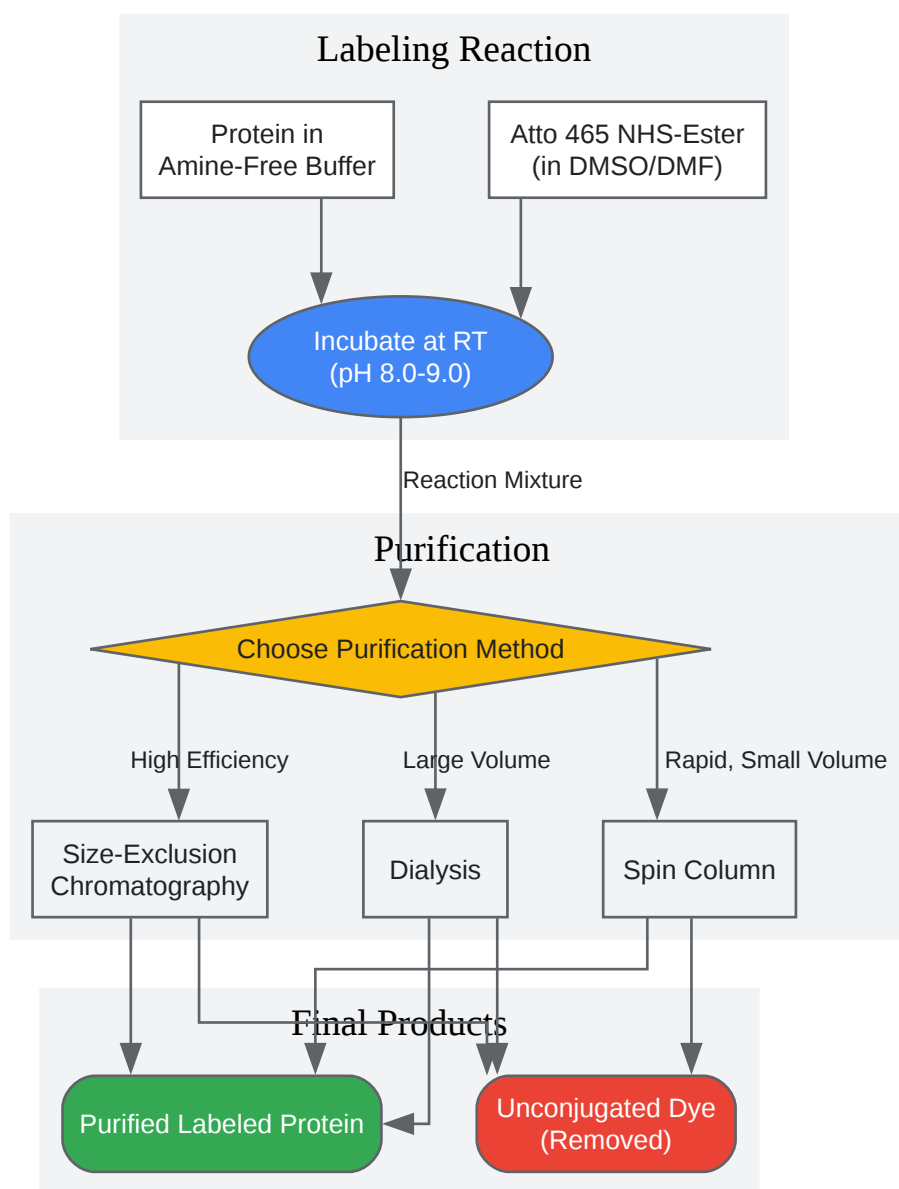 Labeling Reaction
Protein in
Amine-Free Buffer
Atto 465 NHS-Ester
(in DMSO/DMF)
Incubate at RT
(pH 8.0-9.0)
Reaction Mixture
Purification
Choose Purification Method
High Efficiency
Large Volume
Rapid, Small Volume
Size-Exclusion
Chromatography
Dialysis
Spin Column
Final Products
Purified Labeled Protein
Unconjugated Dye
(Removed)